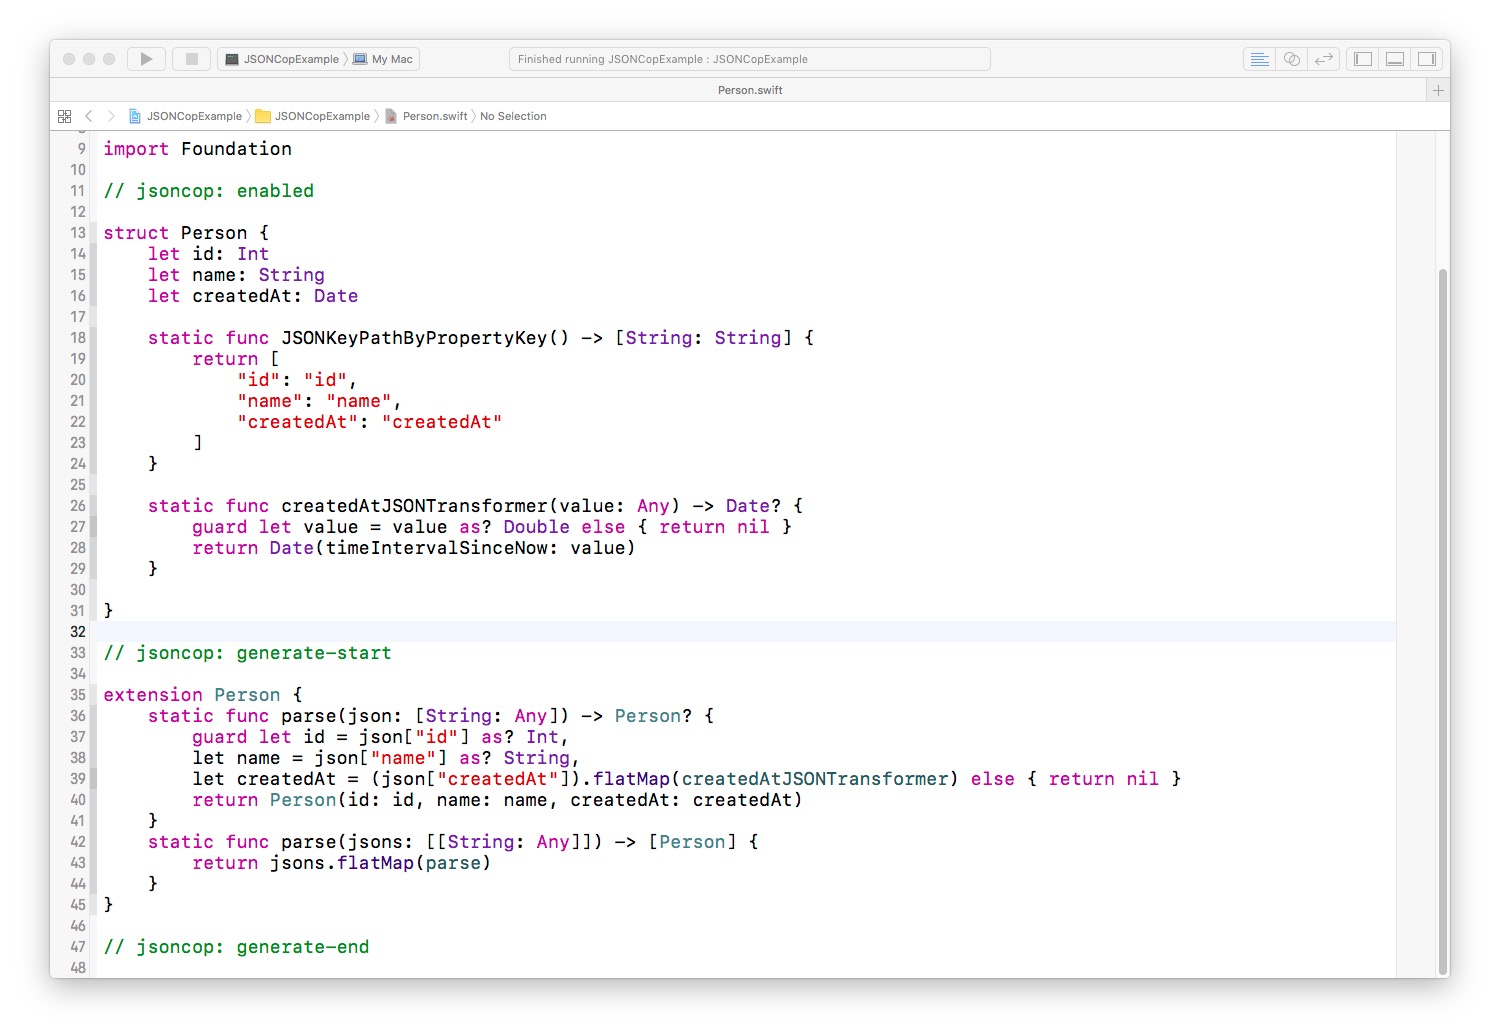 JSONCopExample 〉 My Mac
Finished running JSONCopExample : JSONCopExample
Person.swift
JSONCopExample 〉 JSONCopExample 〉 Person.swift 〉 No Selection
9 import Foundation
10
11 // jsoncop: enabled
12
13 struct Person {
14     let id: Int
15     let name: String
16     let createdAt: Date
17
18     static func JSONKeyPathByPropertyKey() -> [String: String] {
19         return [
20             "id": "id",
21             "name": "name",
22             "createdAt": "createdAt"
23         ]
24     }
25
26     static func createdAtJSONTransformer(value: Any) -> Date? {
27         guard let value = value as? Double else { return nil }
28         return Date(timeIntervalSinceNow: value)
29     }
30
31 }
32
33 // jsoncop: generate-start
34
35 extension Person {
36     static func parse(json: [String: Any]) -> Person? {
37         guard let id = json["id"] as? Int,
38         let name = json["name"] as? String,
39         let createdAt = (json["createdAt"]).flatMap(createdAtJSONTransformer) else { return nil }
40         return Person(id: id, name: name, createdAt: createdAt)
41     }
42     static func parse(jsons: [[String: Any]]) -> [Person] {
43         return jsons.flatMap(parse)
44     }
45 }
46
47 // jsoncop: generate-end
48